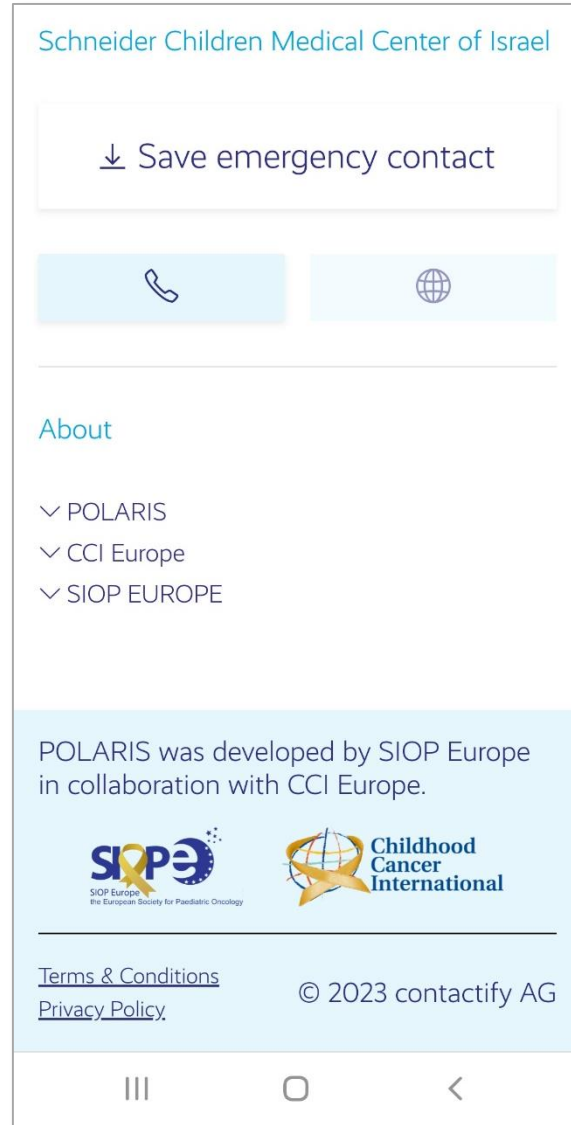 Schneider Children Medical Center of Israel
Save emergency contact
About
POLARIS
CCI Europe
SIOP EUROPE
POLARIS was developed by SIOP Europe
in collaboration with CCI Europe.
SIOPe
SIOP Europe
the European Society for Paediatric Oncology
Childhood
Cancer
International
Terms & Conditions
Privacy Policy
© 2023 contactify AG